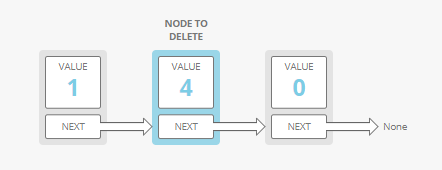 NODE TO
DELETE
VALUE VALUE VALUE
1 4 0
NEXT NEXT NEXT None